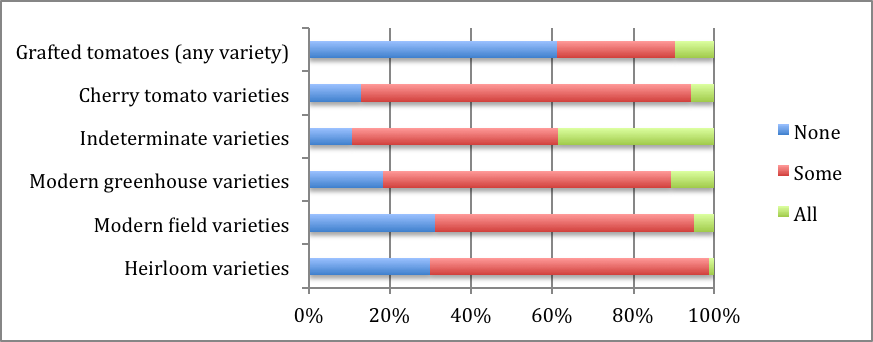 Grafted tomatoes (any variety)
Cherry tomato varieties
Indeterminate varieties
Modern greenhouse varieties
Modern field varieties
Heirloom varieties
0% 20% 40% 60% 80% 100%
None
Some
All